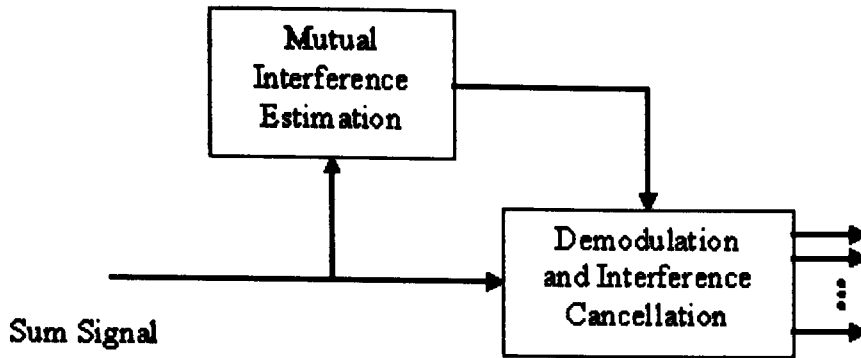 Mutual
Interference
Estimation
Demodulation
and Interference
Cancellation
Sum Signal